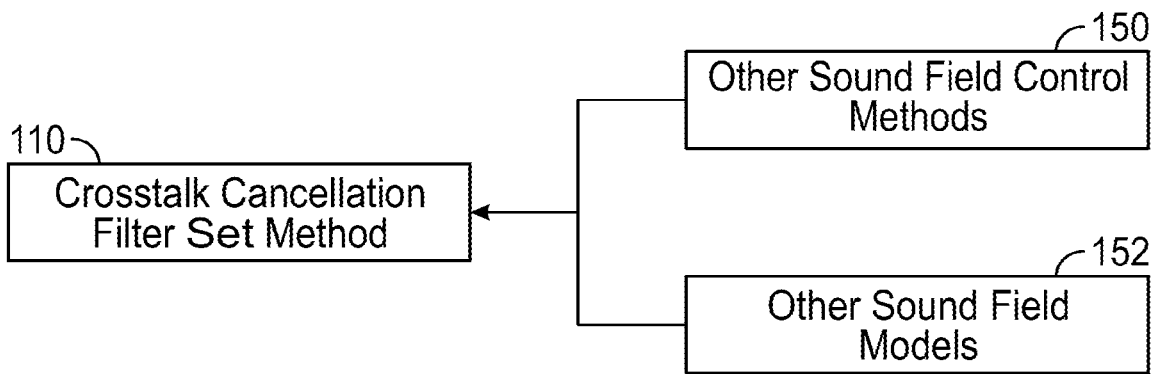 110
Crosstalk Cancellation
Filter Set Method
150
Other Sound Field Control
Methods
152
Other Sound Field
Models